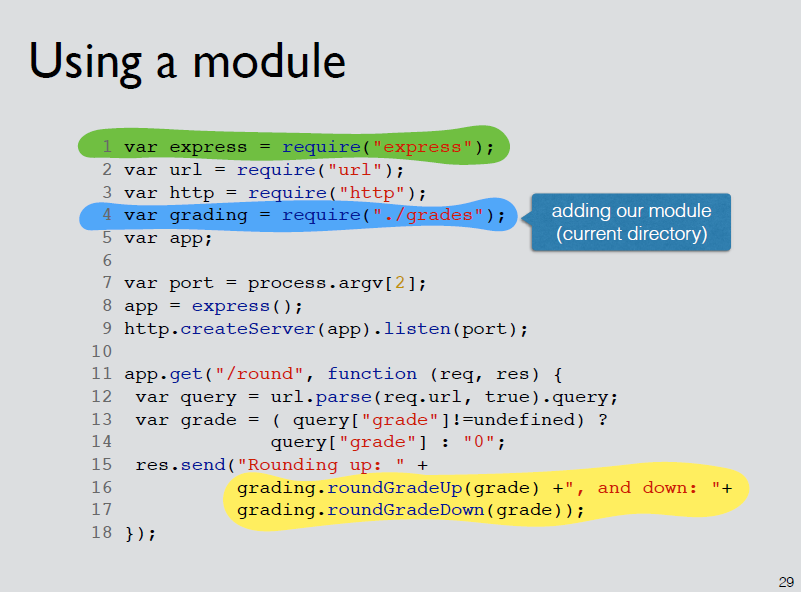 Using a module
1 var express = require("express");
2 var url = require("url");
3 var http = require("http");
4 var grading = require("./grades");
adding our module
(current directory)
5 var app;
6
7 var port = process.argv[2];
8 app = express();
9 http.createServer(app).listen(port);
10
11 app.get("/round", function (req, res) {
12 var query = url.parse(req.url, true).query;
13 var grade = ( query["grade"]!=undefined) ?
14 query["grade"] : "0";
15 res.send("Rounding up: " +
16 grading.roundGradeUp(grade) +", and down: "+
17 grading.roundGradeDown(grade));
18 });
29